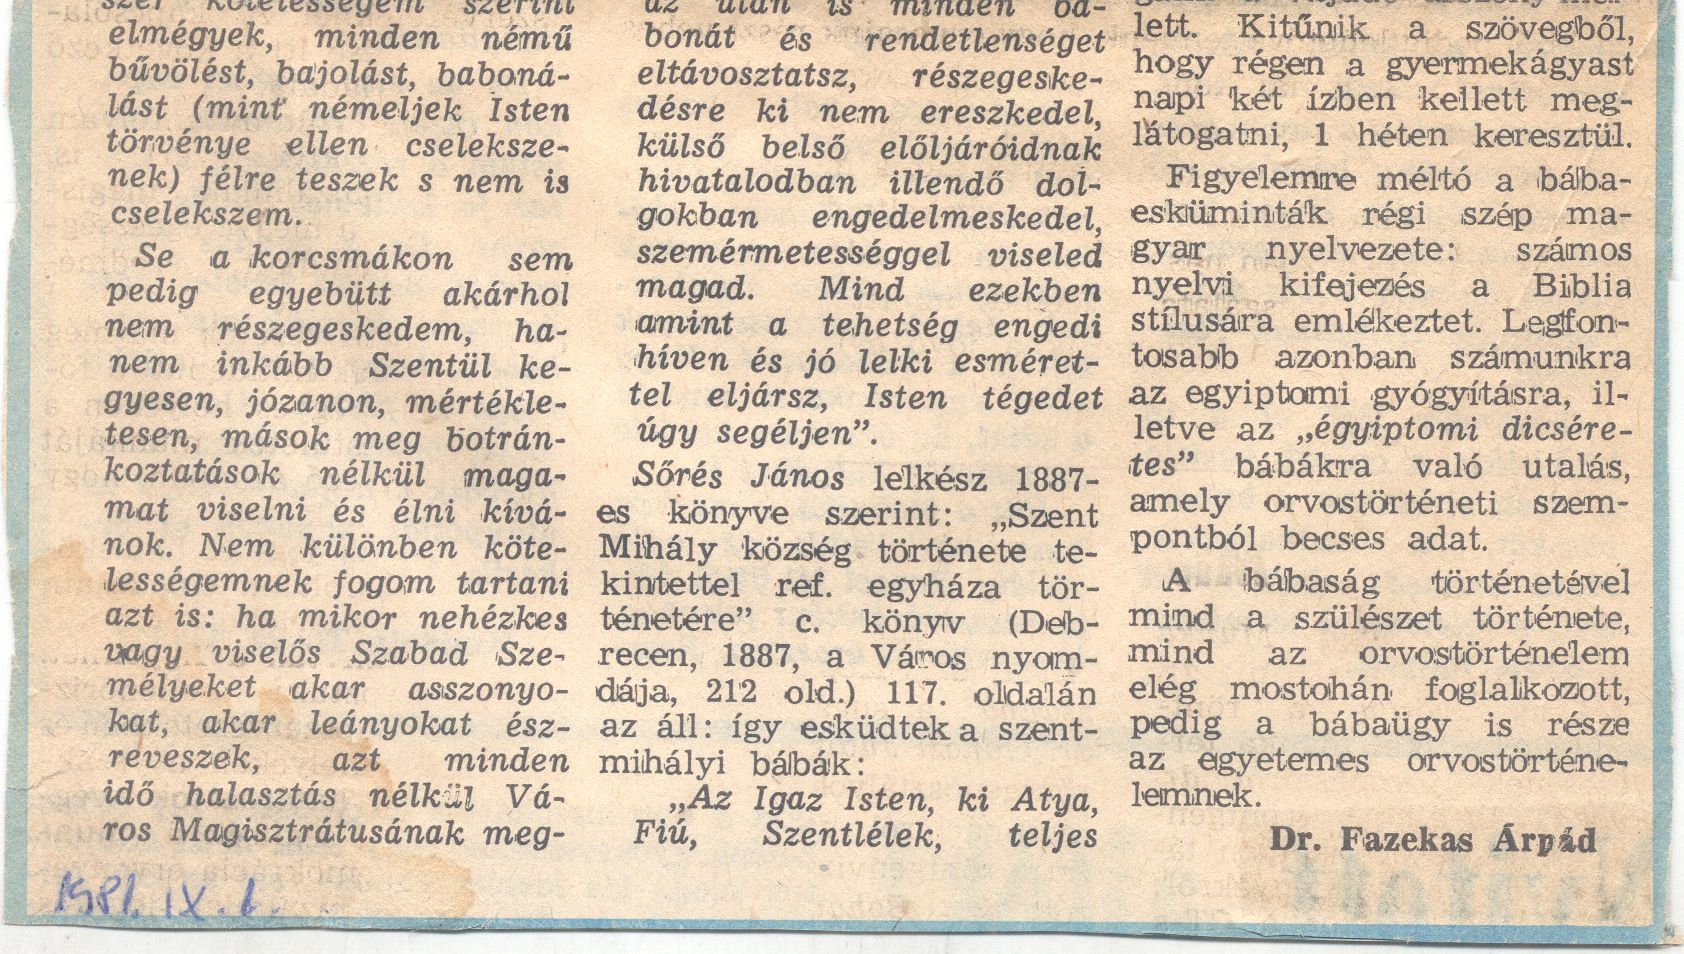 szer kötelességem szerint
elmégyek, minden némű
bűvölést, bajolást, baboná-
lást (mint némeljek Isten
törvénye ellen cseleksze-
nek) félre teszek s nem is
cselekszem.
Se a korcsmákon sem
pedig egyebütt akárhol
nem részegeskedem, ha-
nem inkább Szentül ke-
gyesen, józanon, mértékle-
tesen, mások meg botrán-
koztatások nélkül maga-
mat viselni és élni kívá-
nok. Nem különben köte-
lességemnek fogom tartani
azt is: ha mikor nehézkes
vagy viselős Szabad Sze-
mélyeket akar asszonyo-
kat, akar leányokat ész-
reveszek, azt minden
idő halasztás nélkül Vá-
ros Magisztrátusának meg-
az után is minden ba-
bonát és rendetlenséget
eltávosztatsz, részegeske-
désre ki nem ereszkedel,
külső belső előljáróidnak
hivatalodban illendő dol-
gokban engedelmeskedel,
szemérmetességgel viseled
magad. Mind ezekben
amint a tehetség engedi
híven és jó lelki esméret-
tel eljársz, Isten tégedet
úgy segéljen”.
Sőrés János lelkész 1887-
es könyve szerint: „Szent
Mihály község története te-
kintettel ref. egyháza tör-
ténetére” c. könyv (Deb-
recen, 1887, a Város nyom-
dája, 212 old.) 117. oldalán
az áll: így esküdtek a szent-
mihályi bábák:
„Az Igaz Isten, ki Atya,
Fiú, Szentlélek, teljes
lett. Kitűnik a szövegből,
hogy régen a gyermekágyast
napi két ízben kellett meg-
látogatni, 1 héten keresztül.
Figyelemre méltó a bába-
esküminták régi szép ma-
gyar nyelvezete: számos
nyelvi kifejezés a Biblia
stílusára emlékeztet. Legfon-
tosabb azonban számunkra
az egyiptomi gyógyításra, il-
letve az „égyiptomi dicsére-
tes” bábákra való utalás,
amely orvostörténeti szem-
pontból becses adat.
A bábaság történetével
mind a szülészet története,
mind az orvostörténelem
elég mostohán foglalkozott,
pedig a bábaügy is része
az egyetemes orvostörténe-
lemnek.
Dr. Fazekas Árpád
1981. IX. 6.